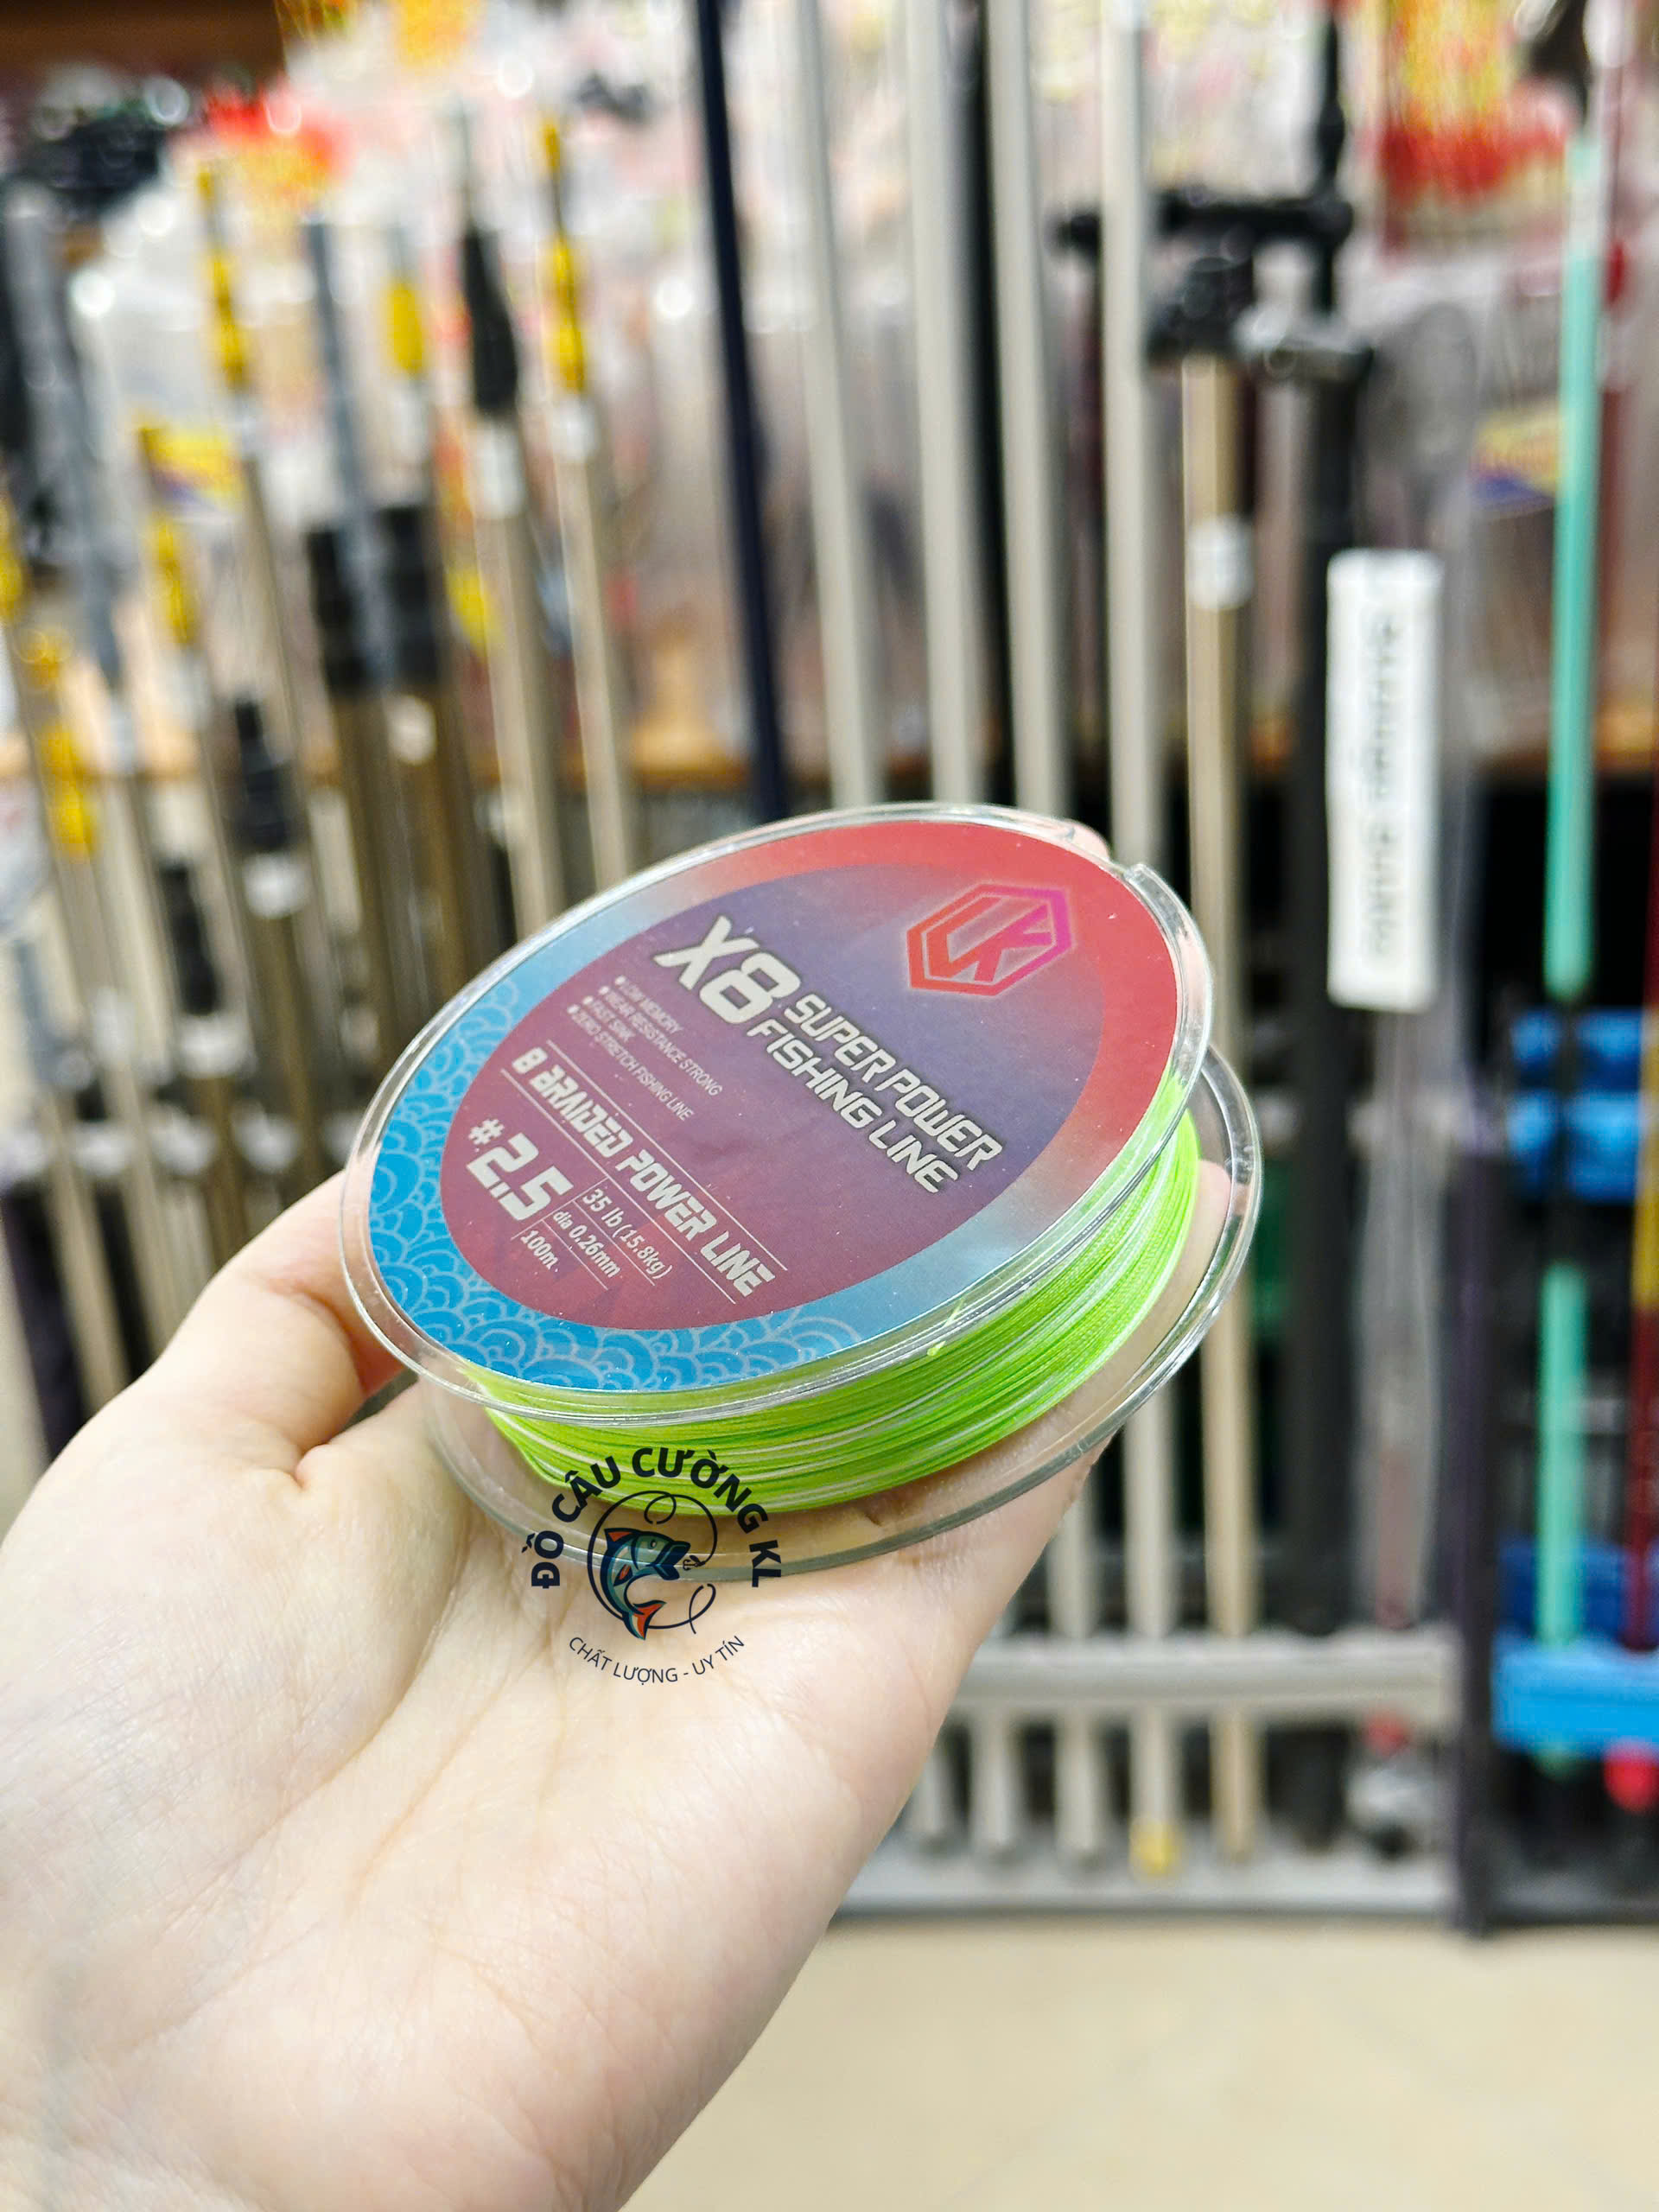 X8 SUPER POWER
FISHING LINE
LOW MEMORY
WEAR RESISTANCE STRONG
FAST SINK
ZERO STRETCH FISHING LINE
8 BRAIDED POWER LINE
#2.5
35 lb (15.8kg)
dia 0.26mm
100m
ĐỒ CÂU CƯỜNG KL
CHẤT LƯỢNG - UY TÍN